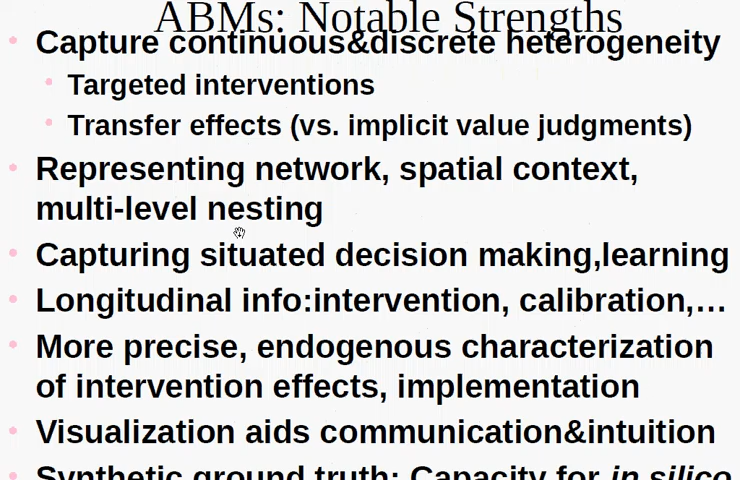 ABMs: Notable Strengths
Capture continuous&discrete heterogeneity
Targeted interventions
Transfer effects (vs. implicit value judgments)
Representing network, spatial context,
multi-level nesting
Capturing situated decision making,learning
Longitudinal info:intervention, calibration,…
More precise, endogenous characterization
of intervention effects, implementation
Visualization aids communication&intuition
Synthetic ground truth: Capacity for in silico